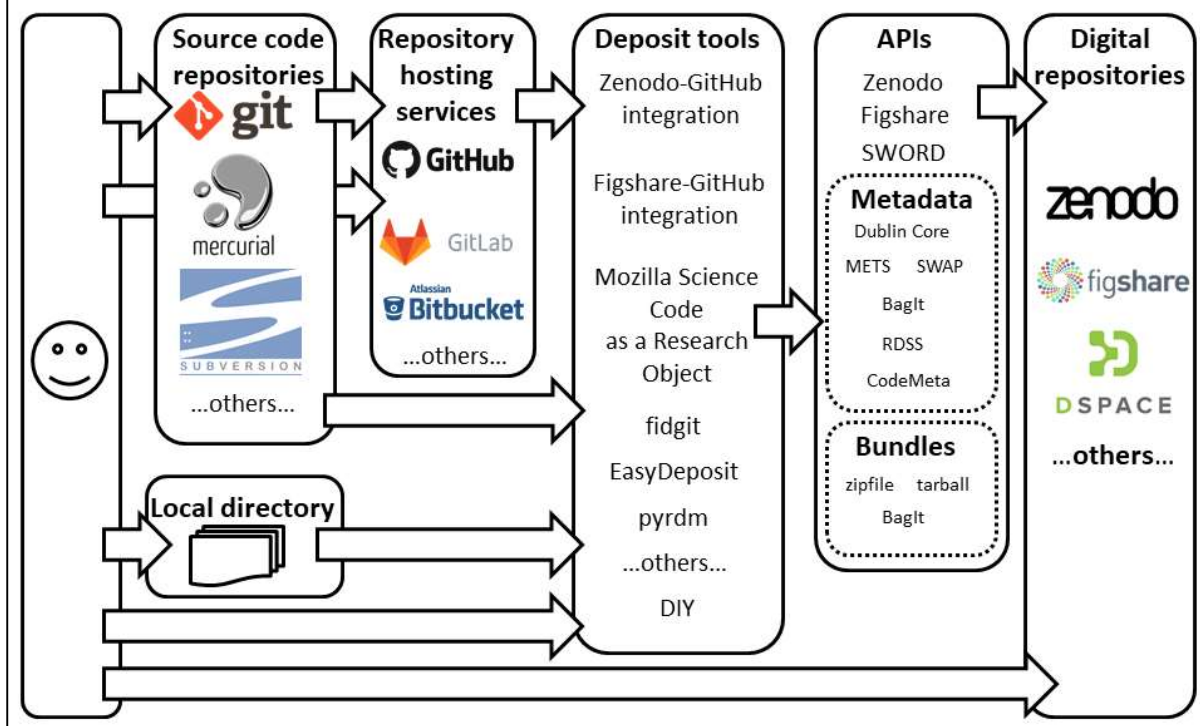 Source code
repositories
git
mercurial
SUBVERSION
...others...
Local directory
Repository
hosting
services
GitHub
GitLab
Atlassian
Bitbucket
...others...
Deposit tools
Zenodo-GitHub
integration
Figshare-GitHub
integration
Mozilla Science
Code
as a Research
Object
fidgit
EasyDeposit
pyrdm
...others...
DIY
APIs
Zenodo
Figshare
SWORD
Metadata
Dublin Core
METS SWAP
BagIt
RDSS
CodeMeta
Bundles
zipfile tarball
BagIt
Digital
repositories
zenodo
figshare
DSPACE
...others...